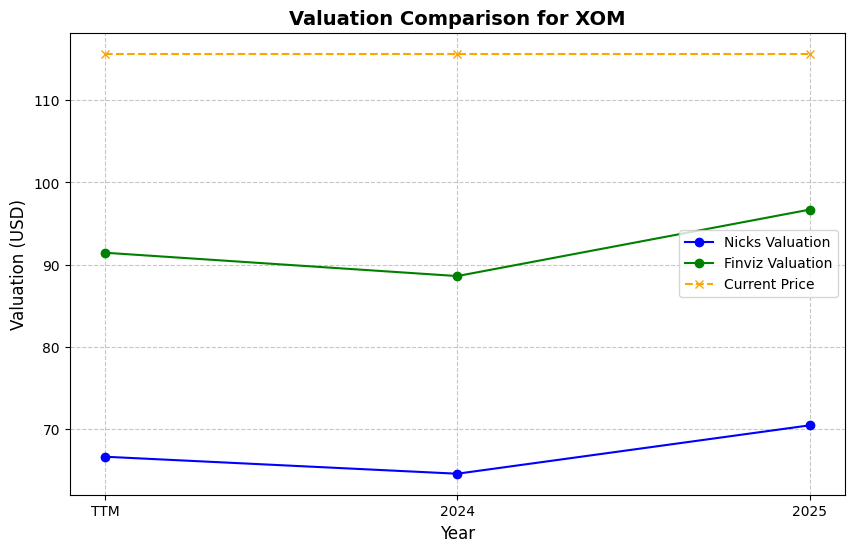 Valuation Comparison for XOM
Valuation (USD)
110
100
90
80
70
Nicks Valuation
Finviz Valuation
Current Price
TTM
2024
2025
Year